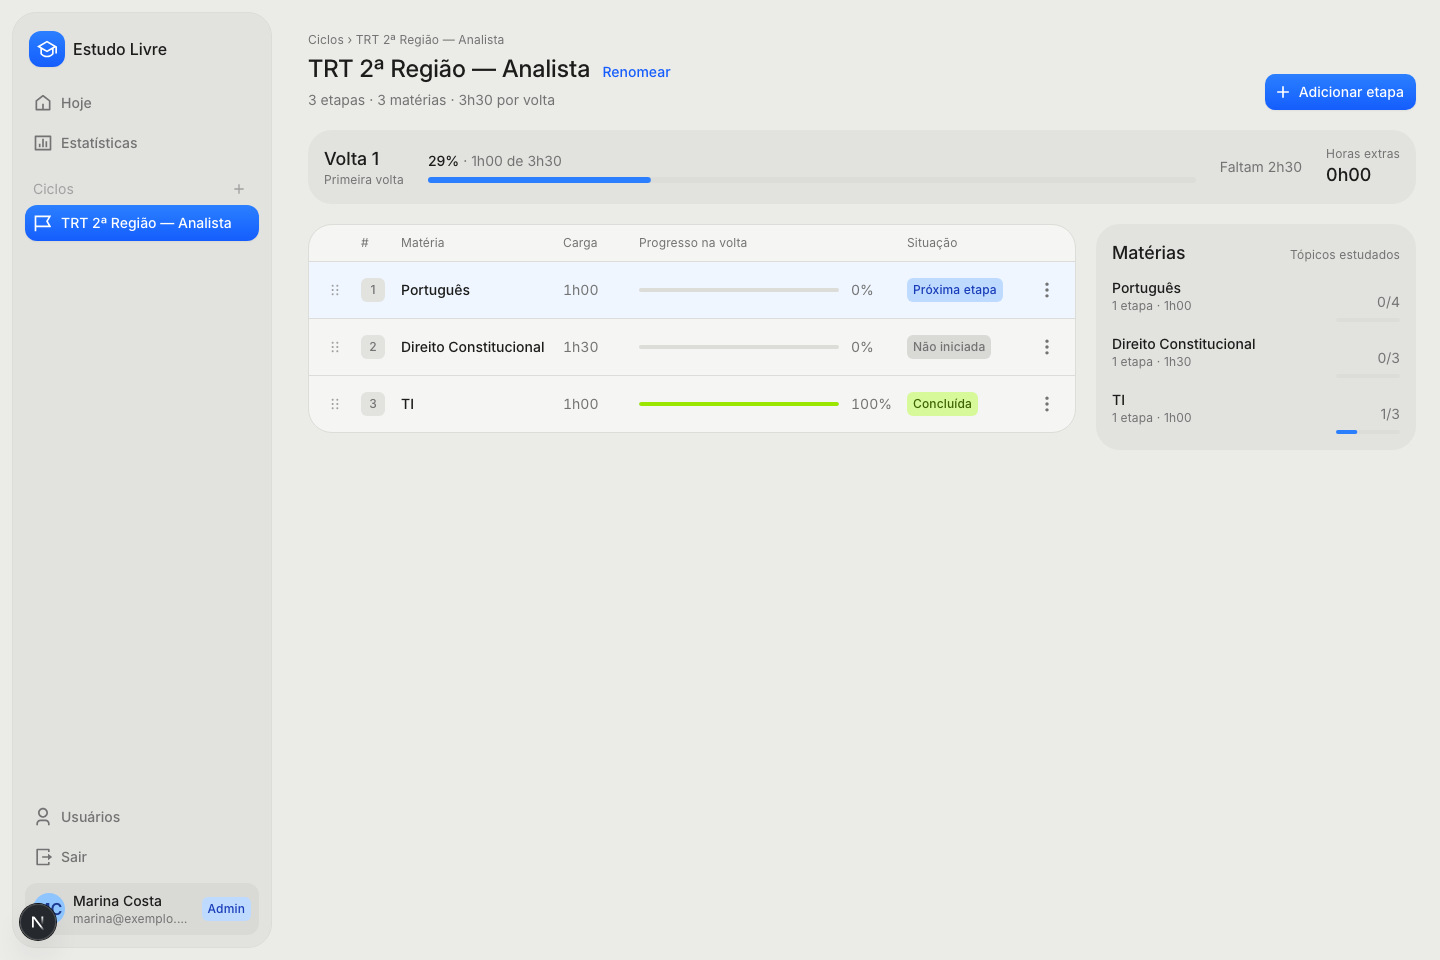 Estudo Livre
Hoje
Estatísticas
Ciclos
TRT 2ª Região — Analista
Usuários
Sair
Marina Costa
marina@exemplo....
Admin
N
Ciclos › TRT 2ª Região — Analista
TRT 2ª Região — Analista Renomear
3 etapas · 3 matérias · 3h30 por volta
Adicionar etapa
Volta 1
Primeira volta
29% · 1h00 de 3h30
Faltam 2h30
Horas extras
0h00
# Matéria Carga Progresso na volta Situação
1 Português 1h00 0% Próxima etapa
2 Direito Constitucional 1h30 0% Não iniciada
3 TI 1h00 100% Concluída
Matérias Tópicos estudados
Português
1 etapa · 1h00
0/4
Direito Constitucional
1 etapa · 1h30
0/3
TI
1 etapa · 1h00
1/3